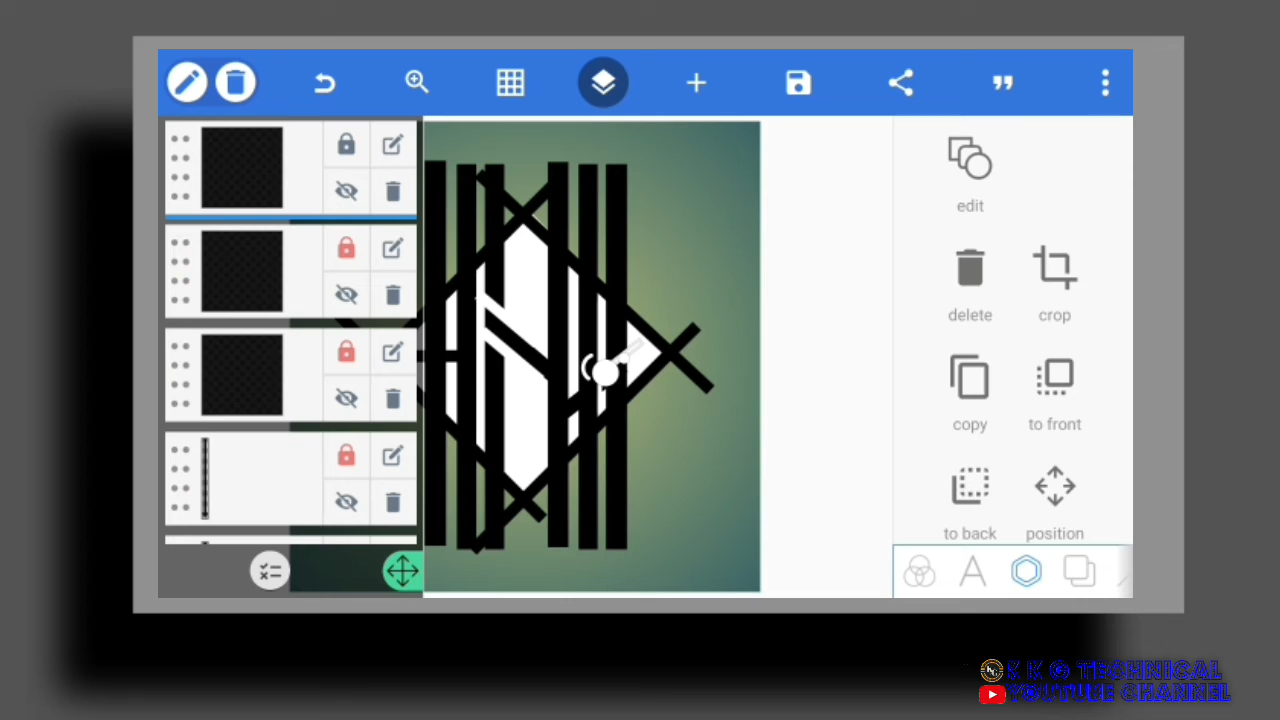 edit
delete
crop
copy
to front
to back
position
K K G TECHNICAL
YOUTUBE CHANNEL